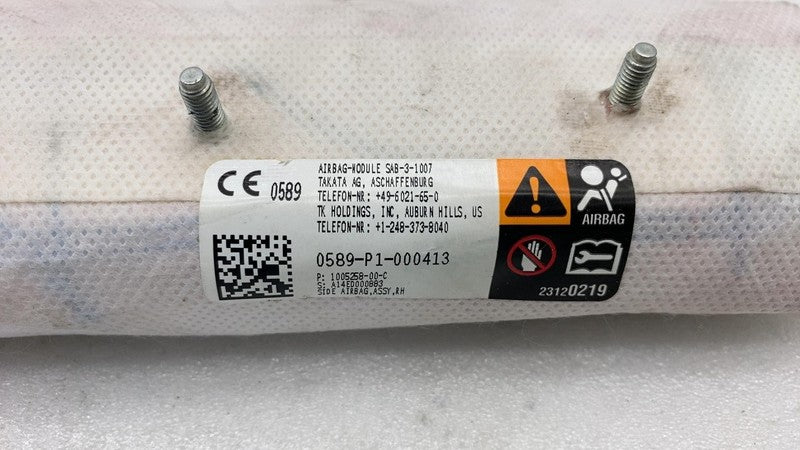 CE 0589
AIRBAG-MODULE SAB-3-1007
TAKATA AG, ASCHAFFENBURG
TELEFON-NR: +49-6021-65-0
TK HOLDINGS, INC, AUBURN HILLS, US
TELEFON-NR: +1-248-373-8040
0589-P1-000413
P: 1005258-00-C
S: A14ED000883
SIDE AIRBAG,ASSY,RH
AIRBAG
23120219